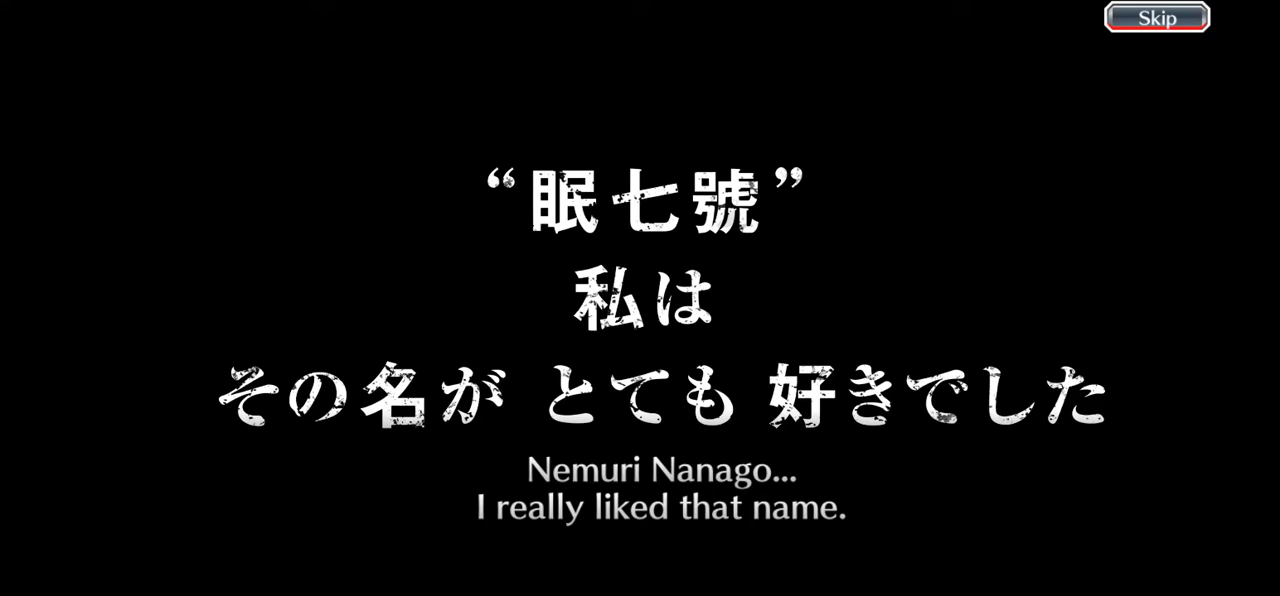 Skip
“眠七號”
私は
その名が とても 好きでした
Nemuri Nanago...
I really liked that name.